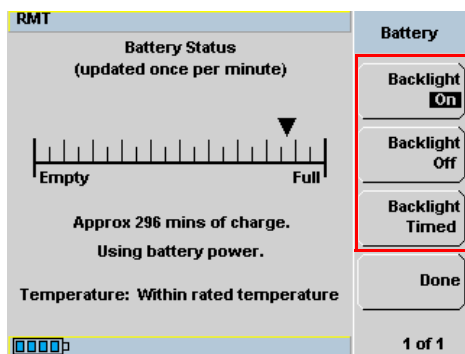 RMT
Battery Status
(updated once per minute)
Empty Full
Approx 296 mins of charge.
Using battery power.
Temperature: Within rated temperature
Battery
Backlight
On
Backlight
Off
Backlight
Timed
Done
1 of 1